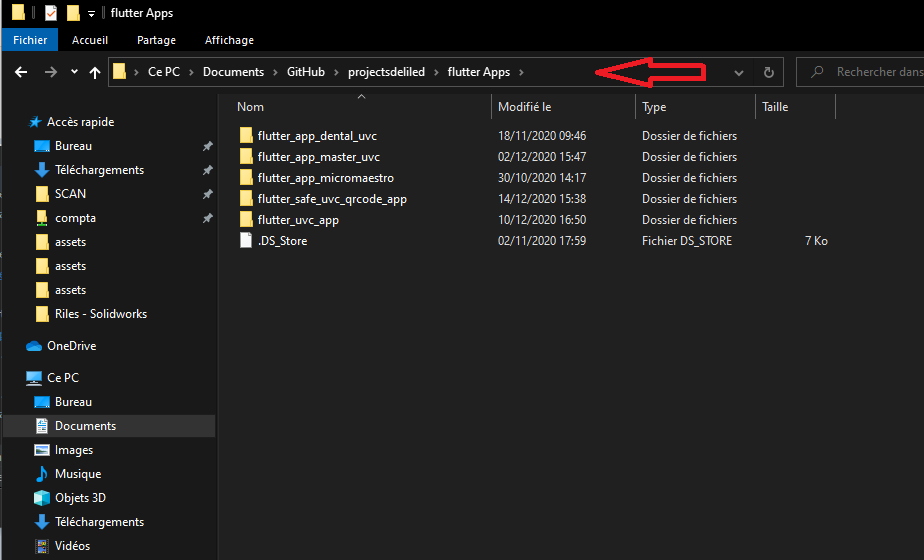 flutter Apps
Fichier Accueil Partage Affichage
Ce PC Documents GitHub projectsdeliled flutter Apps
Rechercher dans
Nom Modifié le Type Taille
Accès rapide
Bureau
Téléchargements
SCAN
compta
assets
assets
assets
Riles - Solidworks
OneDrive
Ce PC
Bureau
Documents
Images
Musique
Objets 3D
Téléchargements
Vidéos
flutter_app_dental_uvc 18/11/2020 09:46 Dossier de fichiers
flutter_app_master_uvc 02/12/2020 15:47 Dossier de fichiers
flutter_app_micromaestro 30/10/2020 14:17 Dossier de fichiers
flutter_safe_uvc_qrcode_app 14/12/2020 15:38 Dossier de fichiers
flutter_uvc_app 10/12/2020 16:50 Dossier de fichiers
.DS_Store 02/11/2020 17:59 Fichier DS_STORE 7 Ko